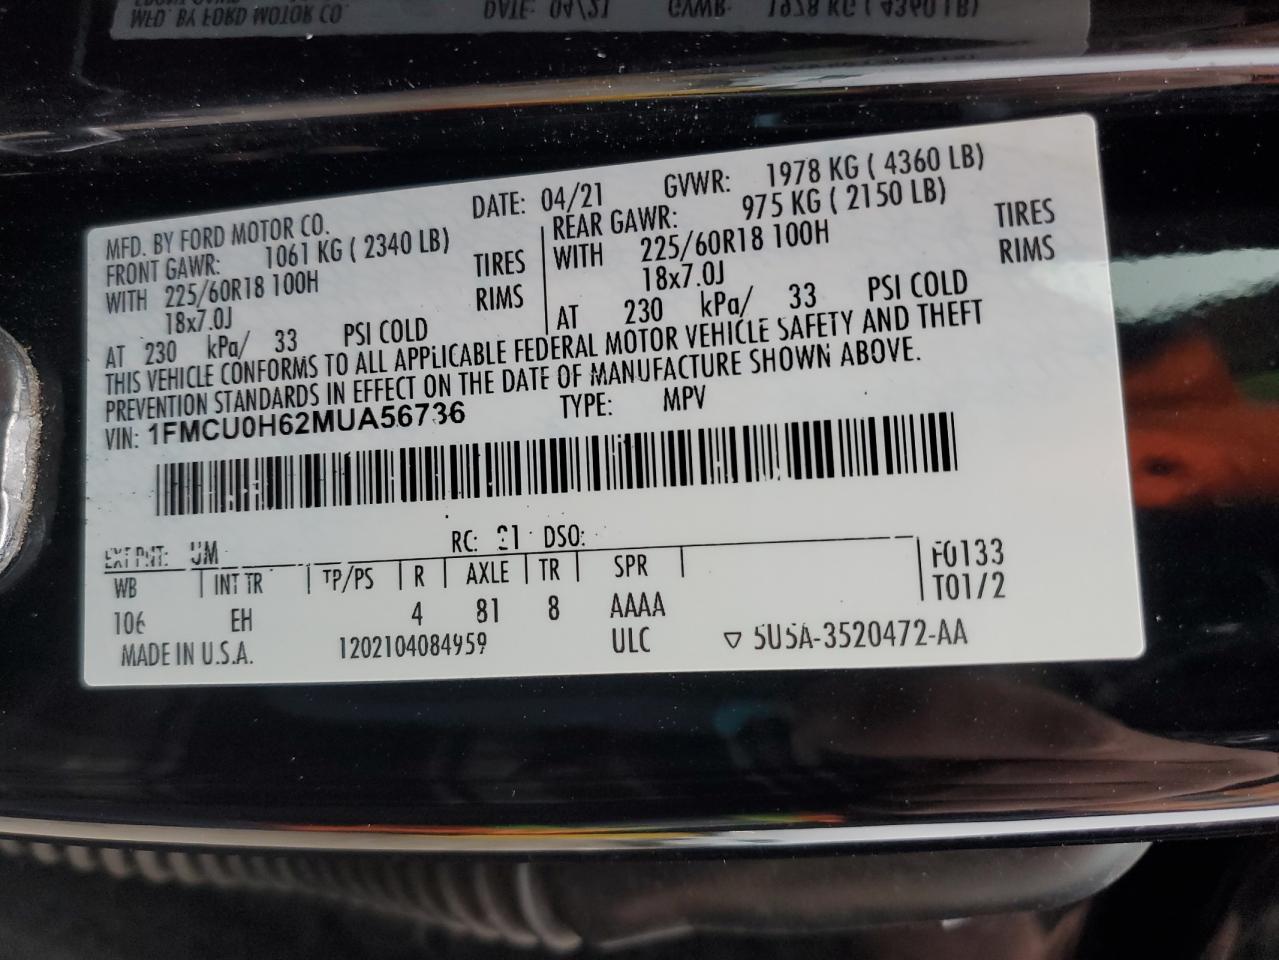 MFD. BY FORD MOTOR CO. DATE: 04/21 GVWR: 1978 KG ( 4360 LB)
FRONT GAWR: 1061 KG ( 2340 LB) REAR GAWR: 975 KG ( 2150 LB)
WITH 225/60R18 100H TIRES WITH 225/60R18 100H TIRES
18x7.0J RIMS 18x7.0J RIMS
AT 230 kPa/ 33 PSI COLD AT 230 kPa/ 33 PSI COLD
THIS VEHICLE CONFORMS TO ALL APPLICABLE FEDERAL MOTOR VEHICLE SAFETY AND THEFT
PREVENTION STANDARDS IN EFFECT ON THE DATE OF MANUFACTURE SHOWN ABOVE.
VIN: 1FMCU0H62MUA56736 TYPE: MPV
EXT PNT: UM RC: 21 DSO:
WB INT TR TP/PS R AXLE TR SPR F0133
106 EH 4 81 8 AAAA T01/2
MADE IN U.S.A. 1202104084959 ULC ▽ 5U5A-3520472-AA